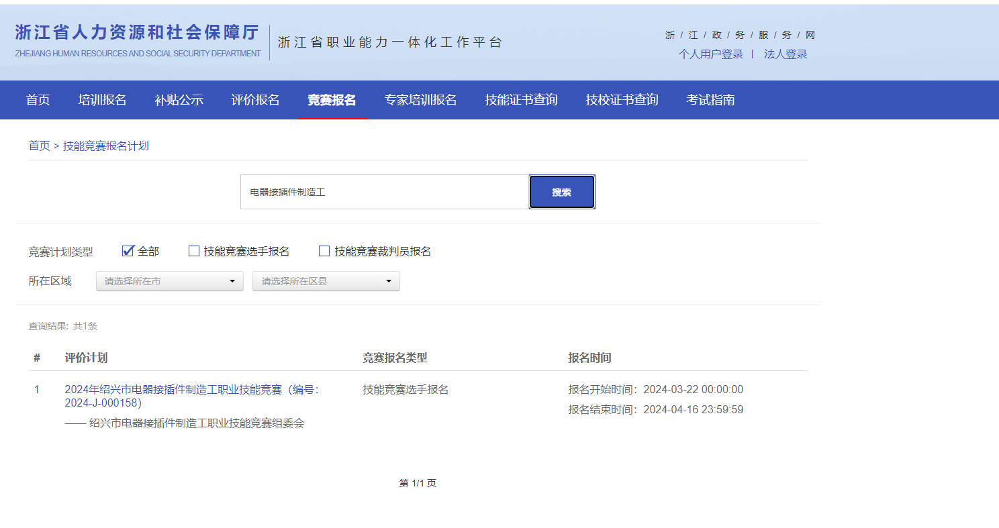 浙江省人力资源和社会保障厅
ZHEJIANG HUMAN RESOURCES AND SOCIAL SECURITY DEPARTMENT
浙江省职业能力一体化工作平台
浙 / 江 / 政 / 务 / 服 / 务 / 网
个人用户登录 | 法人登录
首页 培训报名 补贴公示 评价报名 竞赛报名 专家培训报名 技能证书查询 技校证书查询 考试指南
首页 > 技能竞赛报名计划
电器接插件制造工 搜索
竞赛计划类型 全部 技能竞赛选手报名 技能竞赛裁判员报名
所在区域 请选择所在市 请选择所在区县
查询结果: 共1条
# 评价计划 竞赛报名类型 报名时间
1 2024年绍兴市电器接插件制造工职业技能竞赛（编号: 技能竞赛选手报名 报名开始时间：2024-03-22 00:00:00
2024-J-000158）
报名结束时间：2024-04-16 23:59:59
—— 绍兴市电器接插件制造工职业技能竞赛组委会
第 1/1 页